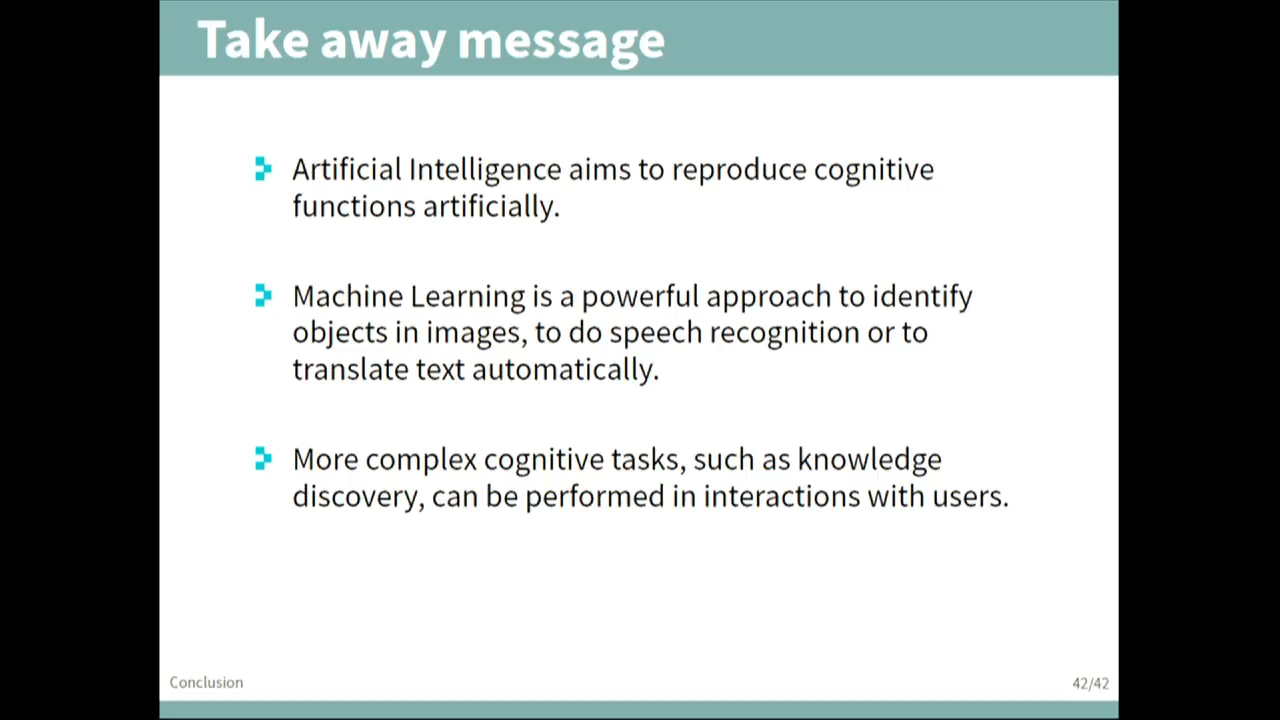 Take away message
Artificial Intelligence aims to reproduce cognitive
functions artificially.
Machine Learning is a powerful approach to identify
objects in images, to do speech recognition or to
translate text automatically.
More complex cognitive tasks, such as knowledge
discovery, can be performed in interactions with users.
Conclusion
42/42